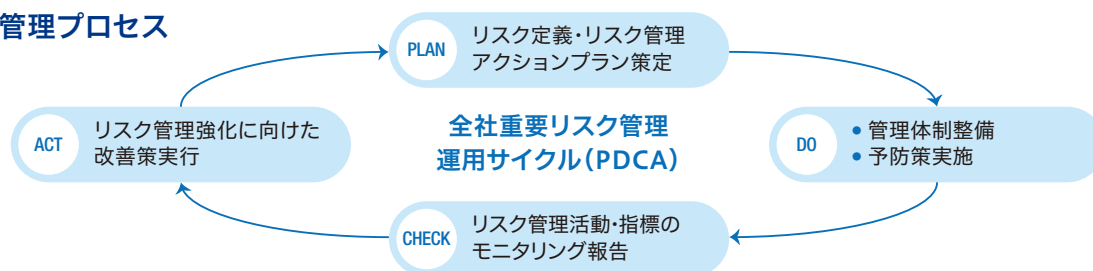 管理プロセス
PLAN
リスク定義・リスク管理
アクションプラン策定
ACT
リスク管理強化に向けた
改善策実行
全社重要リスク管理
運用サイクル（PDCA）
DO
● 管理体制整備
● 予防策実施
CHECK
リスク管理活動・指標の
モニタリング報告